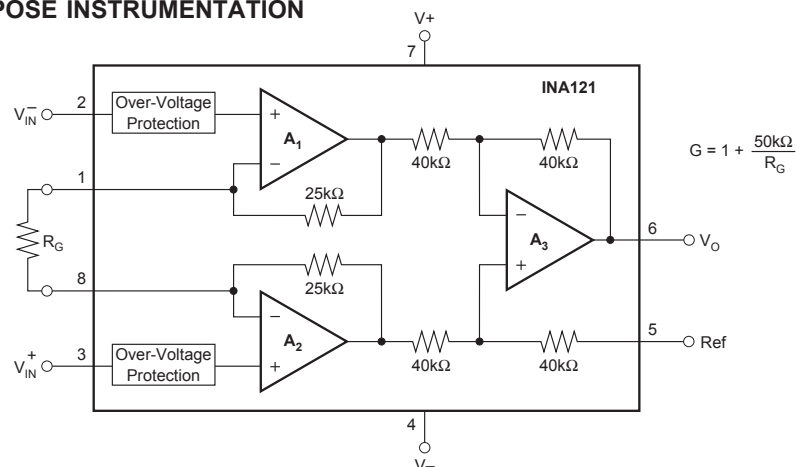 POSE INSTRUMENTATION
V+
7
INA121
2
V–IN
Over-Voltage
Protection
+
A1
–
40kΩ
40kΩ
G = 1 + 50kΩ
RG
1
25kΩ
RG
–
A3
+
6
VO
8
25kΩ
–
A2
+
5
Ref
3
V+IN
Over-Voltage
Protection
40kΩ
40kΩ
4
V–